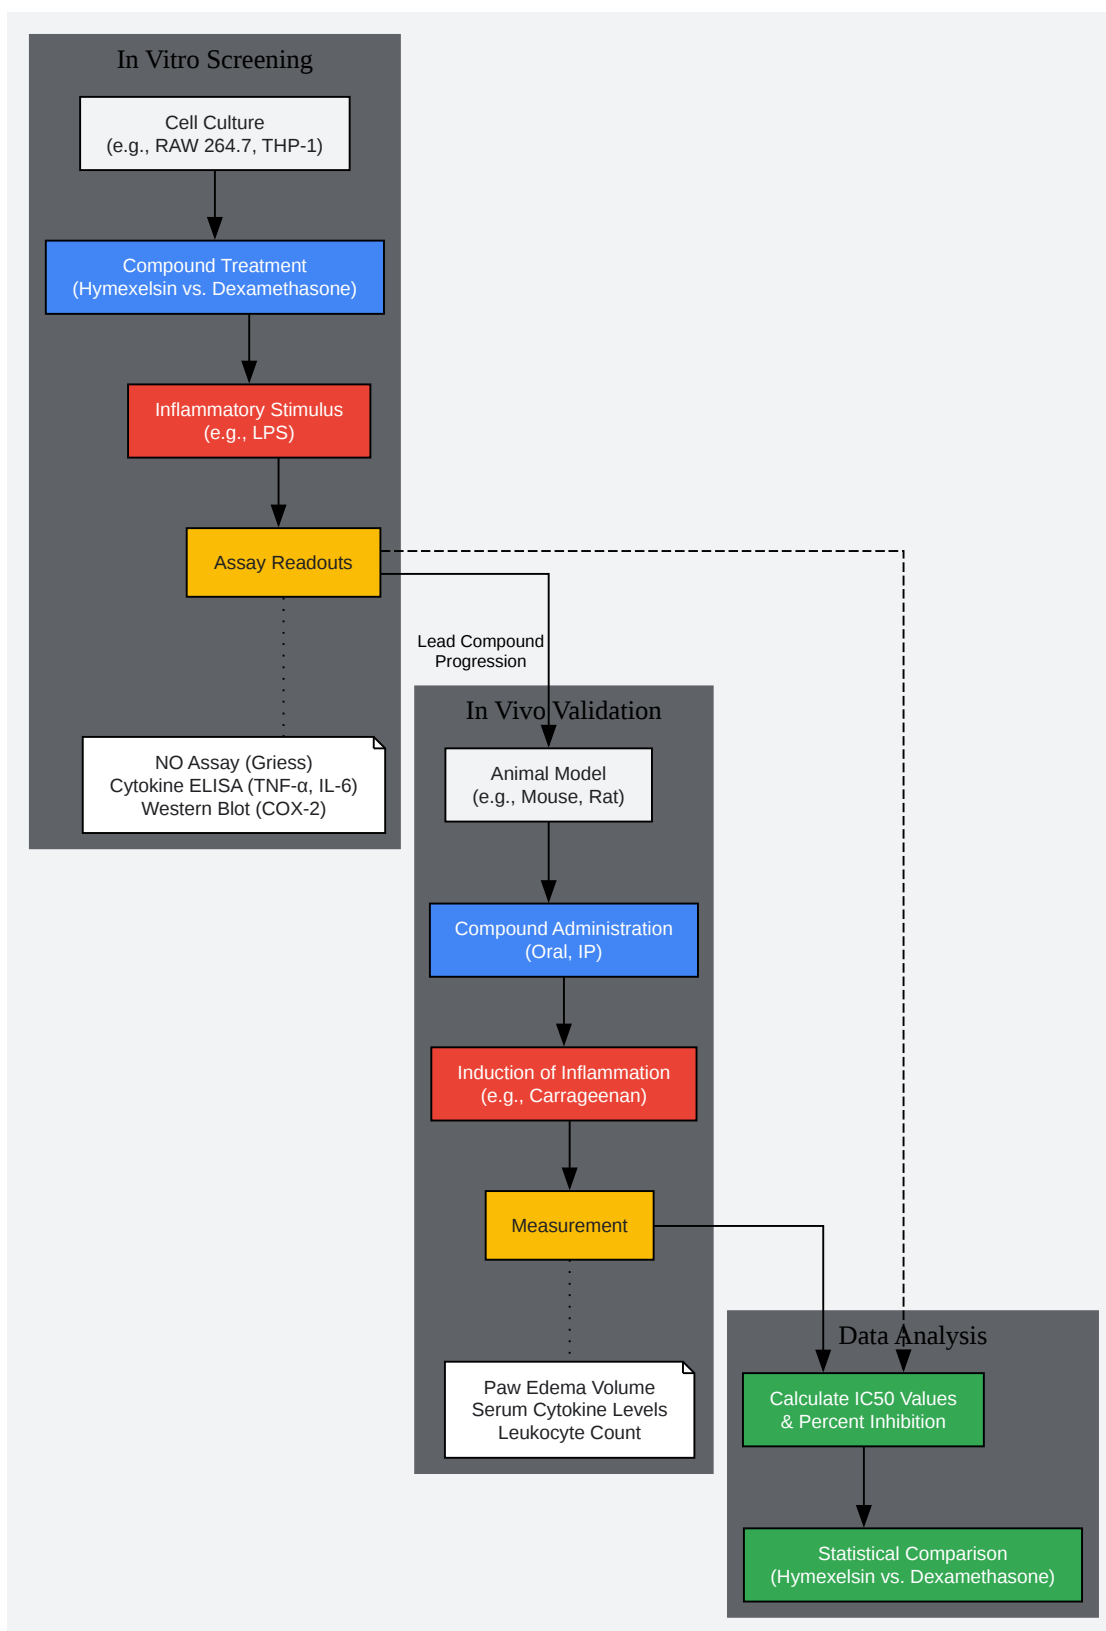 In Vitro Screening
Cell Culture
(e.g., RAW 264.7, THP-1)
Compound Treatment
(Hymexelsin vs. Dexamethasone)
Inflammatory Stimulus
(e.g., LPS)
Assay Readouts
Lead Compound
Progression
NO Assay (Griess)
Cytokine ELISA (TNF-α, IL-6)
Western Blot (COX-2)
In Vivo Validation
Animal Model
(e.g., Mouse, Rat)
Compound Administration
(Oral, IP)
Induction of Inflammation
(e.g., Carrageenan)
Measurement
Paw Edema Volume
Serum Cytokine Levels
Leukocyte Count
Data Analysis
Calculate IC50 Values
& Percent Inhibition
Statistical Comparison
(Hymexelsin vs. Dexamethasone)